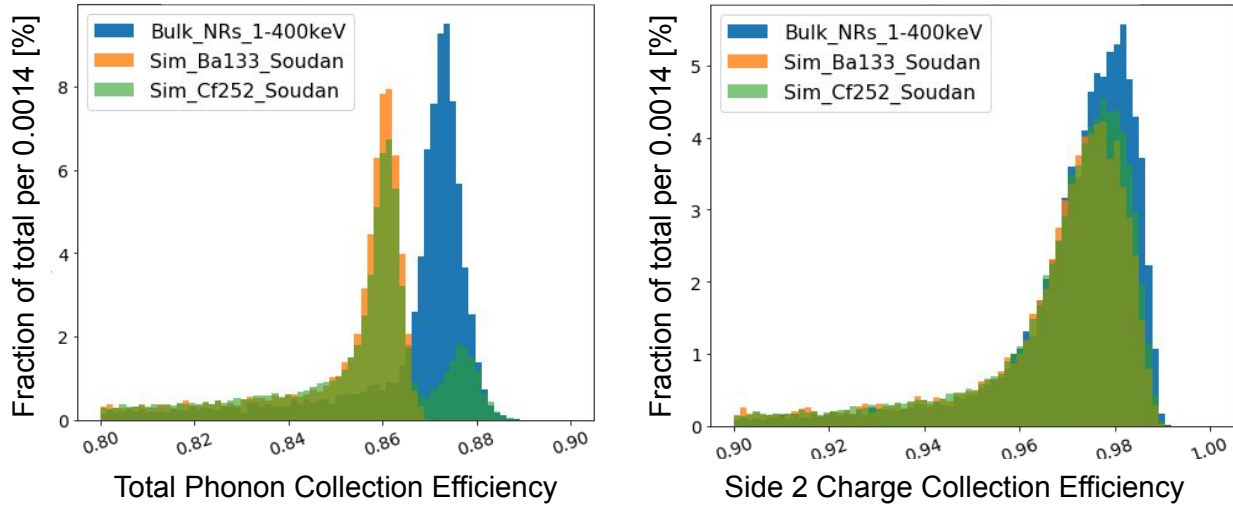 Fraction of total per 0.0014 [%]
8
6
4
2
0
Bulk_NRs_1-400keV
Sim_Ba133_Soudan
Sim_Cf252_Soudan
0.80
0.82
0.84
0.86
0.88
0.90
Total Phonon Collection Efficiency
Fraction of total per 0.0014 [%]
5
4
3
2
1
0
Bulk_NRs_1-400keV
Sim_Ba133_Soudan
Sim_Cf252_Soudan
0.90
0.92
0.94
0.96
0.98
1.00
Side 2 Charge Collection Efficiency